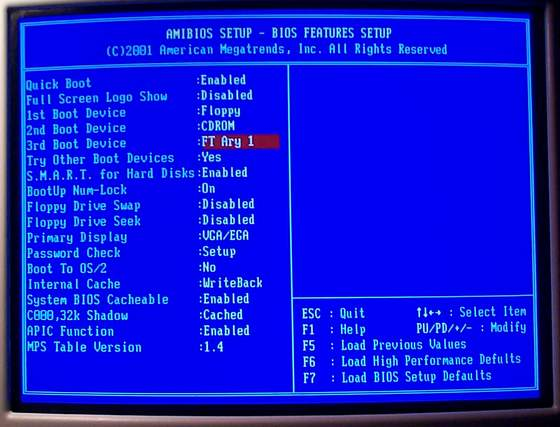 AMIBIOS SETUP - BIOS FEATURES SETUP
(C)2001 American Megatrends, Inc. All Rights Reserved
Quick Boot :Enabled
Full Screen Logo Show :Disabled
1st Boot Device :Floppy
2nd Boot Device :CDROM
3rd Boot Device :FT Ary 1
Try Other Boot Devices :Yes
S.M.A.R.T. for Hard Disks:Enabled
BootUp Num-Lock :On
Floppy Drive Swap :Disabled
Floppy Drive Seek :Disabled
Primary Display :VGA/EGA
Password Check :Setup
Boot To OS/2 :No
Internal Cache :WriteBack
System BIOS Cacheable :Enabled
C000,32k Shadow :Cached
APIC Function :Enabled
MPS Table Version :1.4
ESC : Quit ↑↓←→ : Select Item
F1 : Help PU/PD/+/- : Modify
F5 : Load Previous Values
F6 : Load High Performance Defults
F7 : Load BIOS Setup Defaults